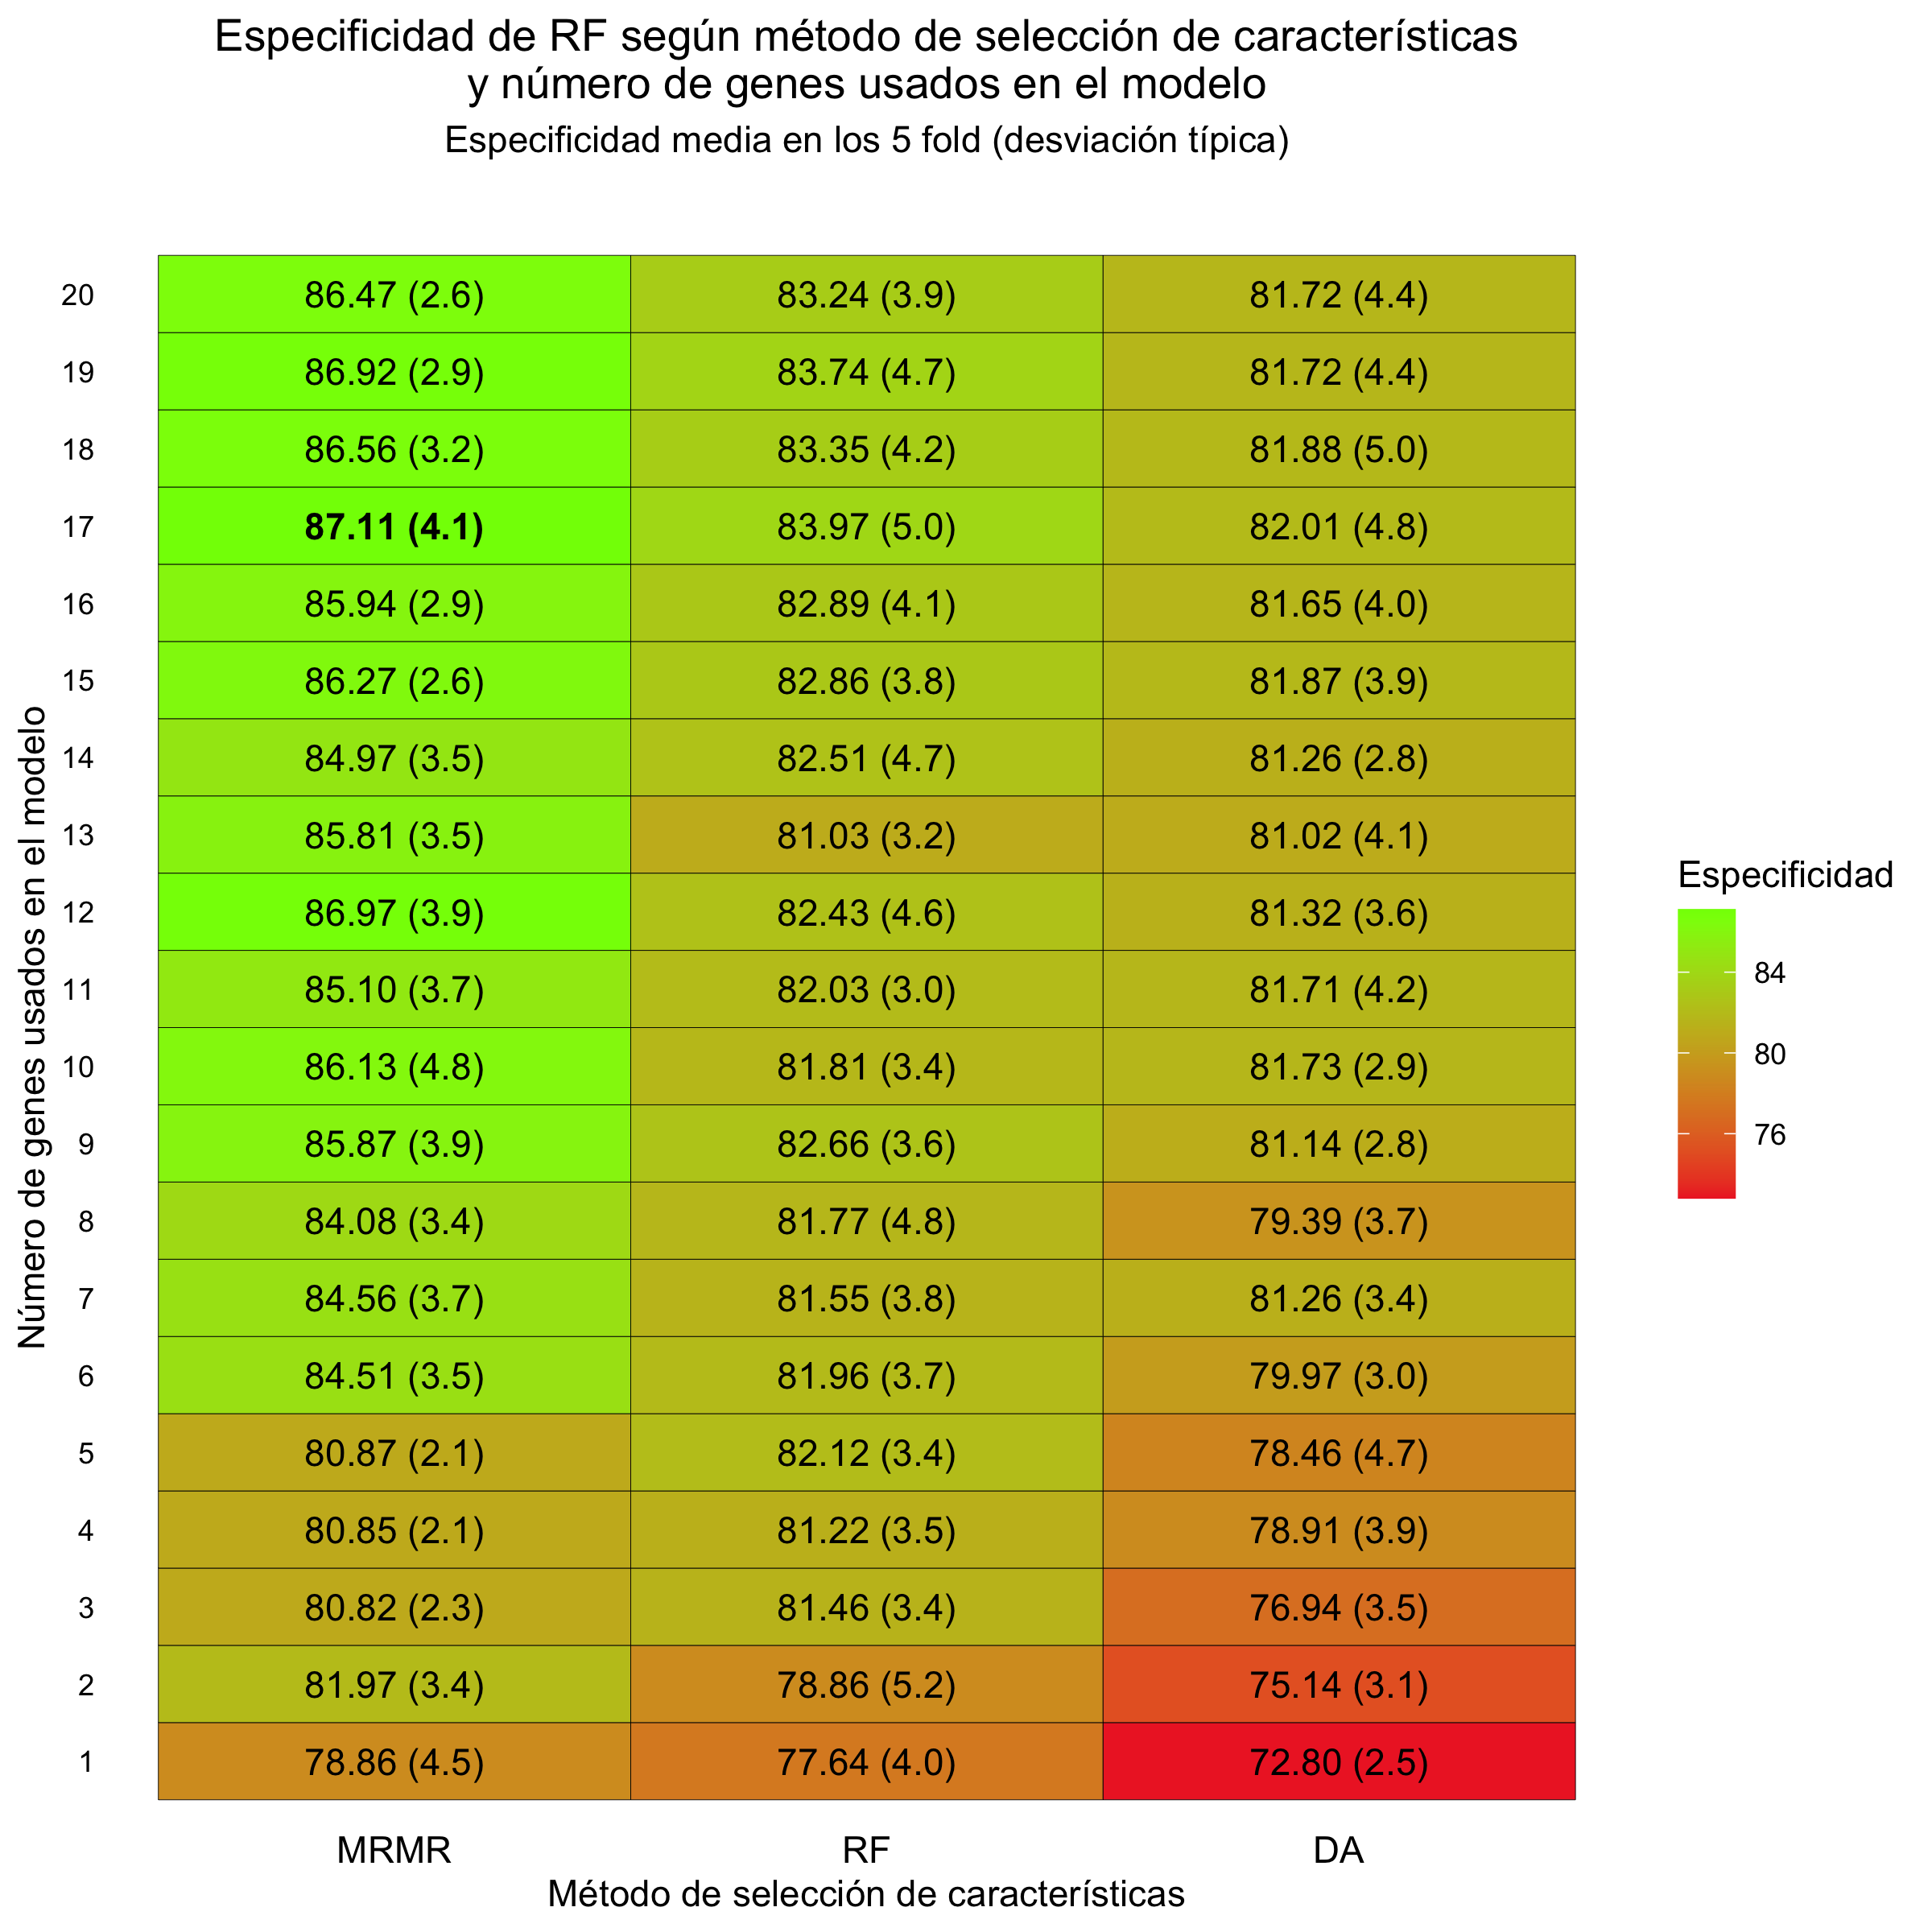 Especificidad de RF según método de selección de características
y número de genes usados en el modelo
Especificidad media en los 5 fold (desviación típica)
Número de genes usados en el modelo
20 86.47 (2.6) 83.24 (3.9) 81.72 (4.4)
19 86.92 (2.9) 83.74 (4.7) 81.72 (4.4)
18 86.56 (3.2) 83.35 (4.2) 81.88 (5.0)
17 87.11 (4.1) 83.97 (5.0) 82.01 (4.8)
16 85.94 (2.9) 82.89 (4.1) 81.65 (4.0)
15 86.27 (2.6) 82.86 (3.8) 81.87 (3.9)
14 84.97 (3.5) 82.51 (4.7) 81.26 (2.8)
13 85.81 (3.5) 81.03 (3.2) 81.02 (4.1)
12 86.97 (3.9) 82.43 (4.6) 81.32 (3.6)
11 85.10 (3.7) 82.03 (3.0) 81.71 (4.2)
10 86.13 (4.8) 81.81 (3.4) 81.73 (2.9)
9 85.87 (3.9) 82.66 (3.6) 81.14 (2.8)
8 84.08 (3.4) 81.77 (4.8) 79.39 (3.7)
7 84.56 (3.7) 81.55 (3.8) 81.26 (3.4)
6 84.51 (3.5) 81.96 (3.7) 79.97 (3.0)
5 80.87 (2.1) 82.12 (3.4) 78.46 (4.7)
4 80.85 (2.1) 81.22 (3.5) 78.91 (3.9)
3 80.82 (2.3) 81.46 (3.4) 76.94 (3.5)
2 81.97 (3.4) 78.86 (5.2) 75.14 (3.1)
1 78.86 (4.5) 77.64 (4.0) 72.80 (2.5)
MRMR RF DA
Método de selección de características
Especificidad
84
80
76